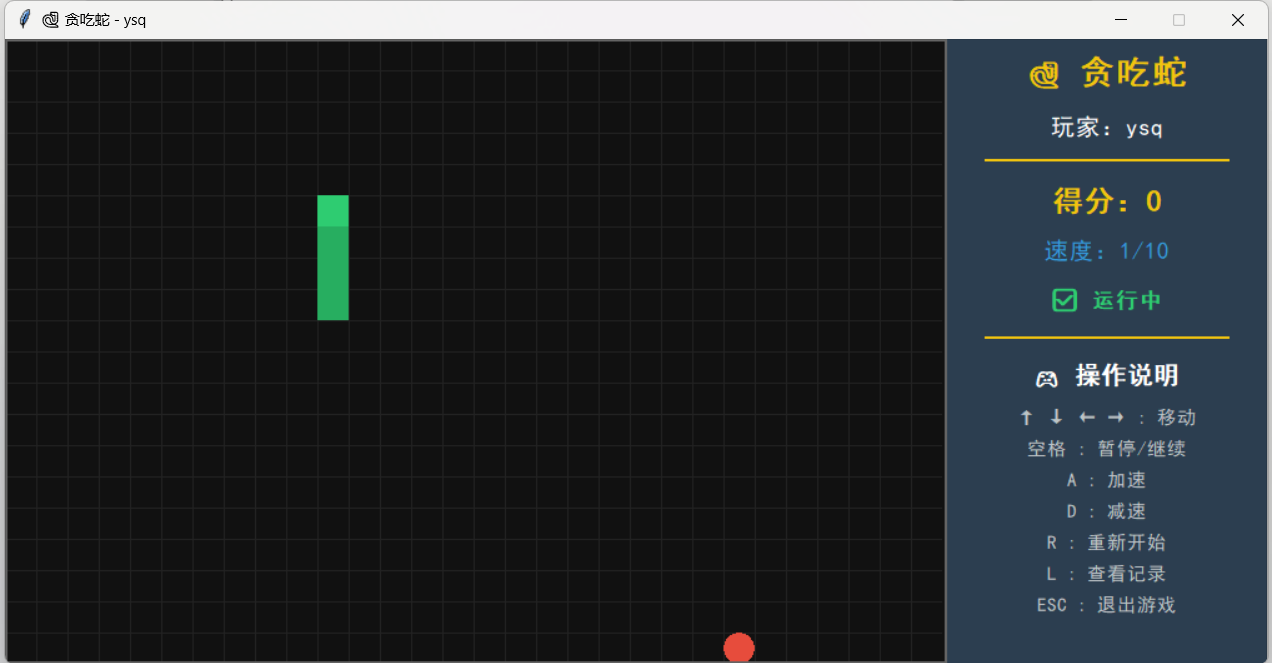 贪吃蛇 - ysq
贪吃蛇
玩家: ysq
得分: 0
速度: 1/10
运行中
操作说明
↑ ↓ ← → : 移动
空格 : 暂停/继续
A : 加速
D : 减速
R : 重新开始
L : 查看记录
ESC : 退出游戏